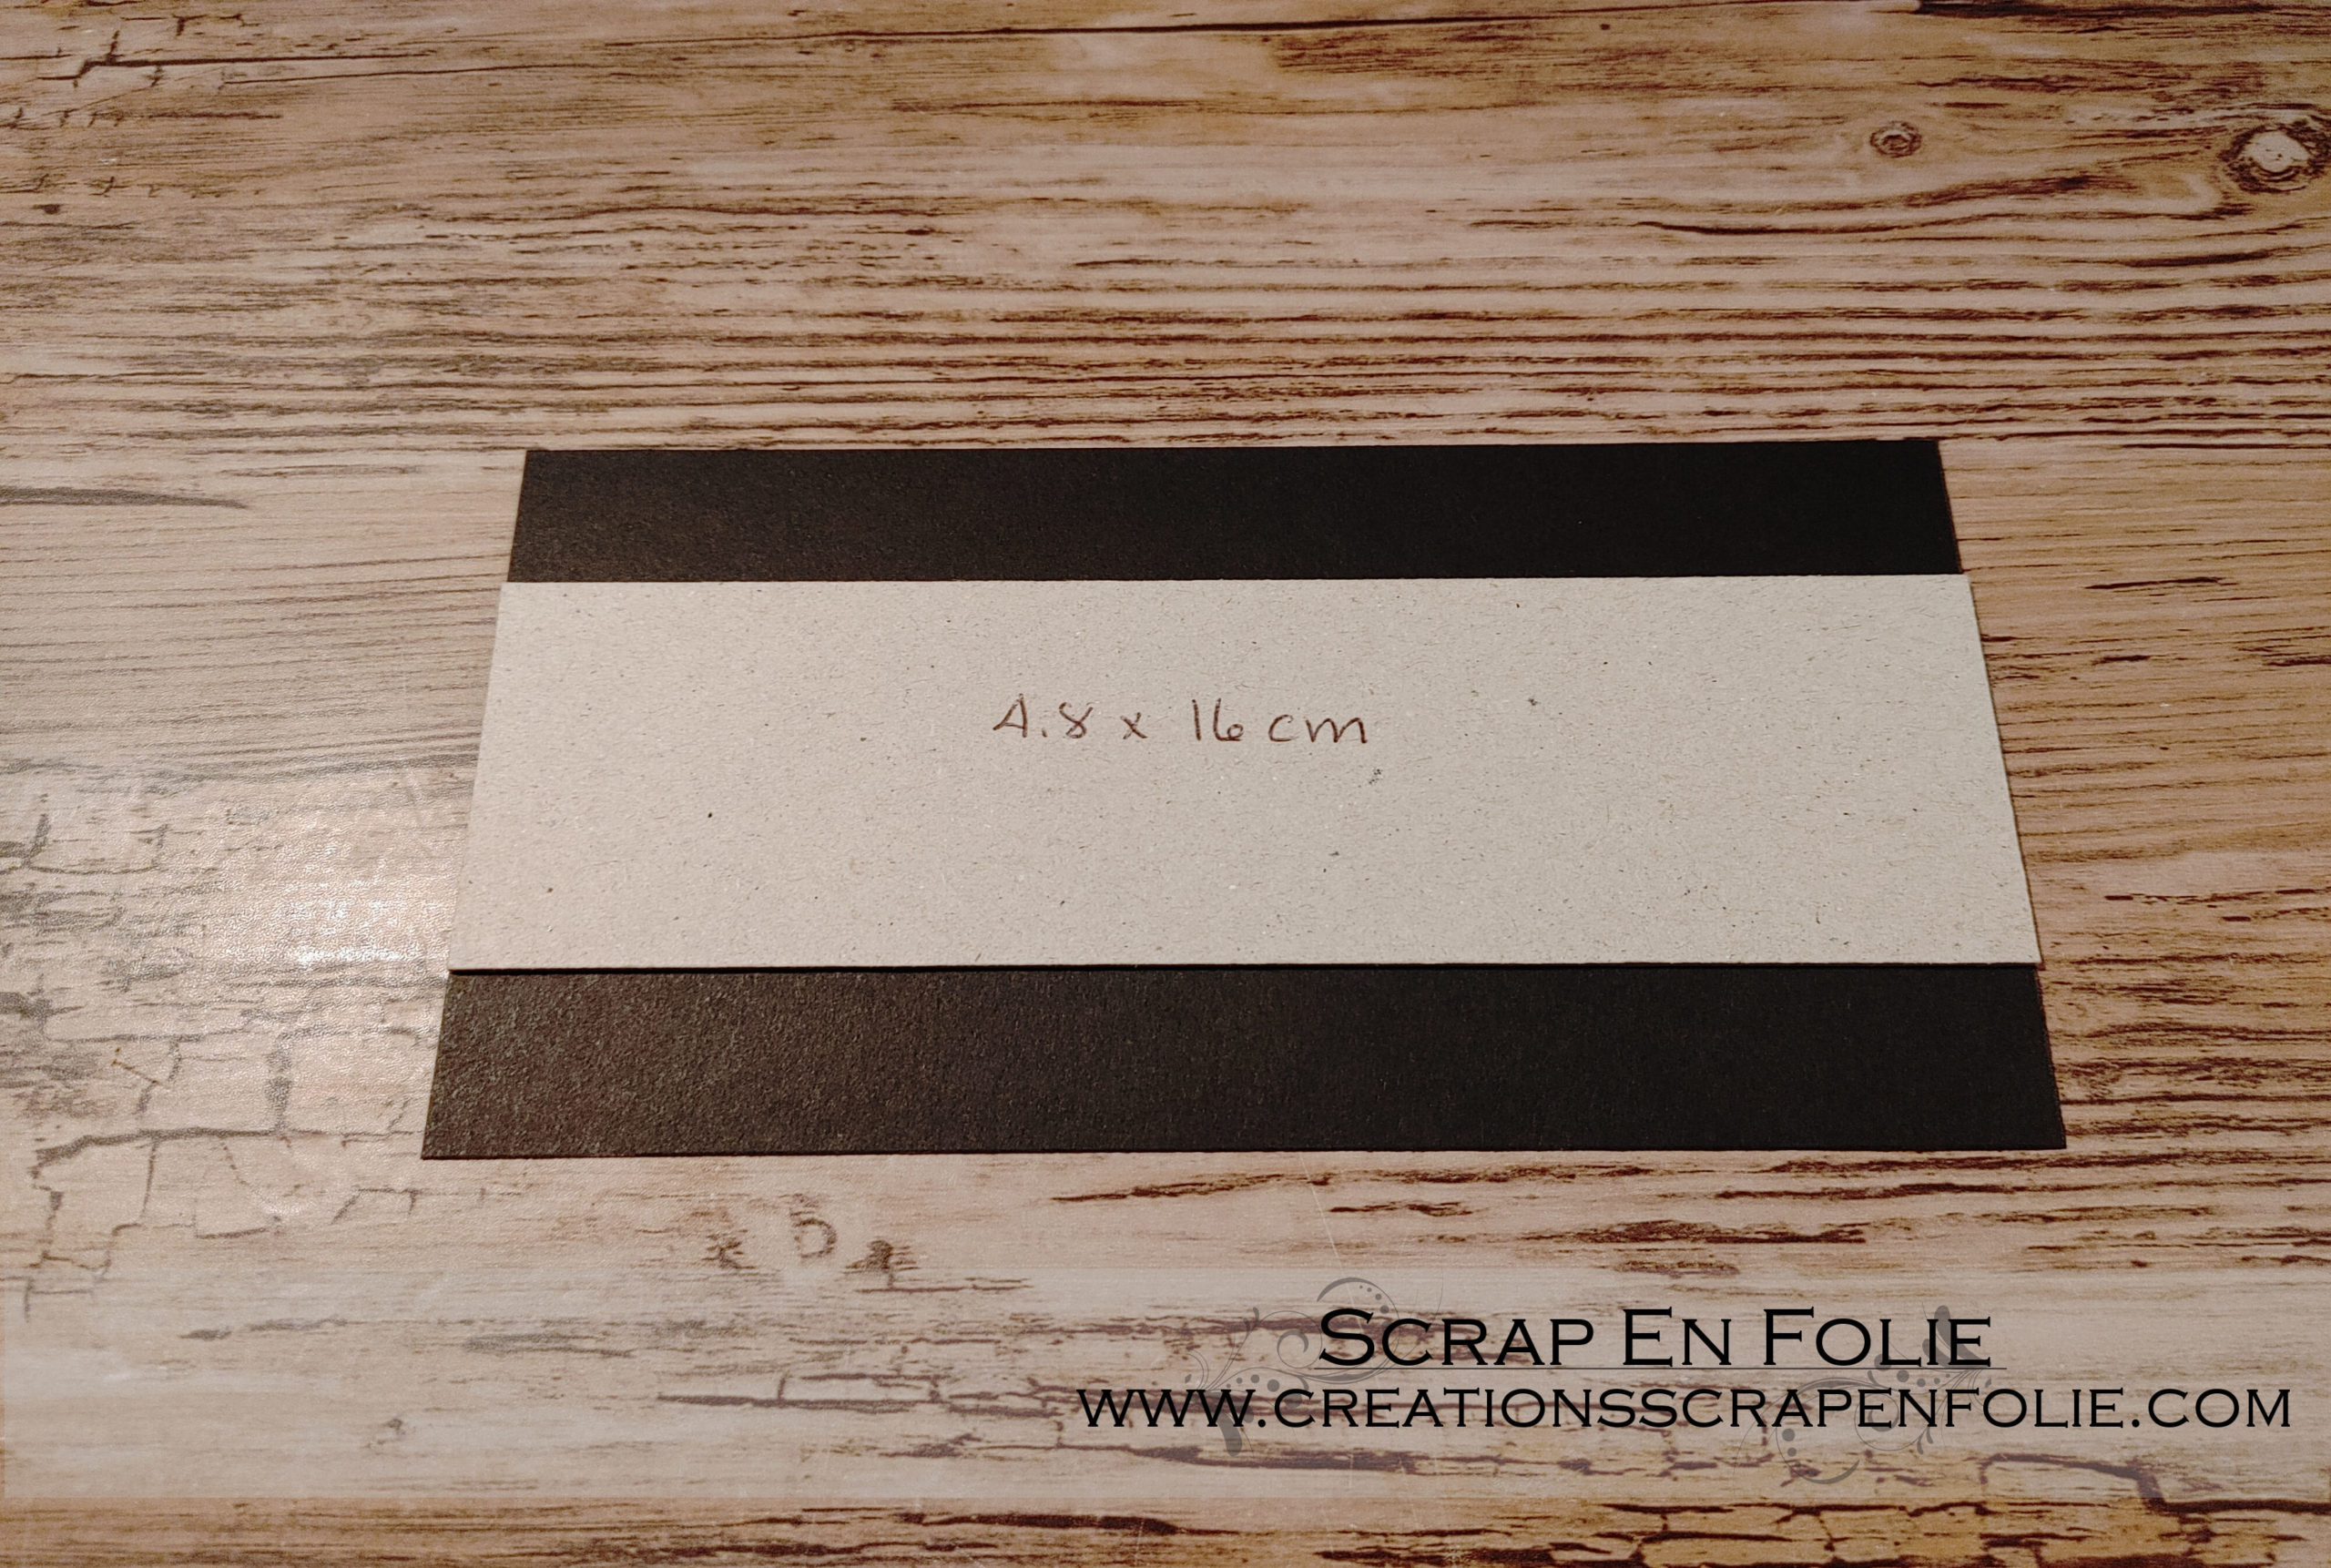 4.8 x 16 cm
Scrap En Folie
www.creationsscrapenfolie.com